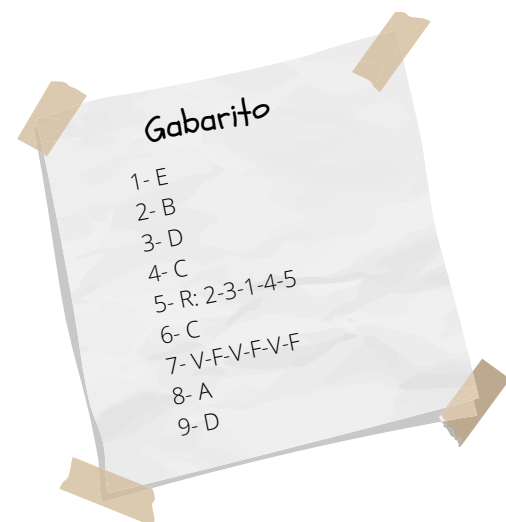 Gabarito
1- E
2- B
3- D
4- C
5- R: 2-3-1-4-5
6- C
7- V-F-V-F-V-F
8- A
9- D